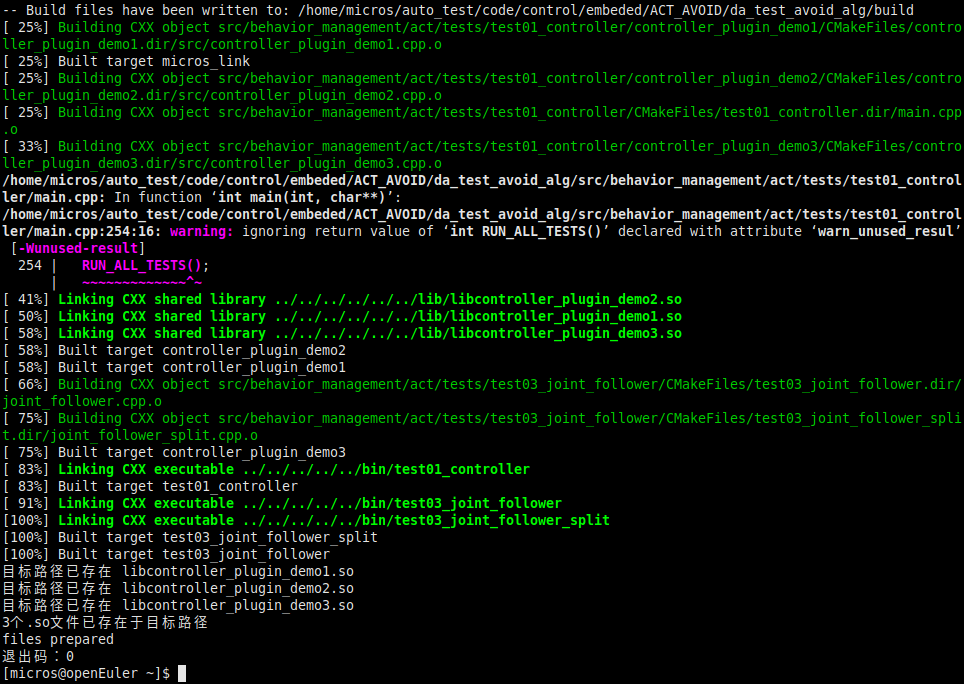 -- Build files have been written to: /home/micros/auto_test/code/control/embeded/ACT_AVOID/da_test_avoid_alg/build
[ 25%] Building CXX object src/behavior_management/act/tests/test01_controller/controller_plugin_demo1/CMakeFiles/contro
ller_plugin_demo1.dir/src/controller_plugin_demo1.cpp.o
[ 25%] Built target micros_link
[ 25%] Building CXX object src/behavior_management/act/tests/test01_controller/controller_plugin_demo2/CMakeFiles/contro
ller_plugin_demo2.dir/src/controller_plugin_demo2.cpp.o
[ 25%] Building CXX object src/behavior_management/act/tests/test01_controller/CMakeFiles/test01_controller.dir/main.cpp
.o
[ 33%] Building CXX object src/behavior_management/act/tests/test01_controller/controller_plugin_demo3/CMakeFiles/contro
ller_plugin_demo3.dir/src/controller_plugin_demo3.cpp.o
/home/micros/auto_test/code/control/embeded/ACT_AVOID/da_test_avoid_alg/src/behavior_management/act/tests/test01_control
ler/main.cpp: In function ‘int main(int, char**)’:
/home/micros/auto_test/code/control/embeded/ACT_AVOID/da_test_avoid_alg/src/behavior_management/act/tests/test01_control
ler/main.cpp:254:16: warning: ignoring return value of ‘int RUN_ALL_TESTS()’ declared with attribute ‘warn_unused_resul’
[-Wunused-result]
254 |   RUN_ALL_TESTS();
|   ~~~~~~~~~~~~~^~
[ 41%] Linking CXX shared library ../../../../../../lib/libcontroller_plugin_demo2.so
[ 50%] Linking CXX shared library ../../../../../../lib/libcontroller_plugin_demo1.so
[ 58%] Linking CXX shared library ../../../../../../lib/libcontroller_plugin_demo3.so
[ 58%] Built target controller_plugin_demo2
[ 58%] Built target controller_plugin_demo1
[ 66%] Building CXX object src/behavior_management/act/tests/test03_joint_follower/CMakeFiles/test03_joint_follower.dir/
joint_follower.cpp.o
[ 75%] Building CXX object src/behavior_management/act/tests/test03_joint_follower/CMakeFiles/test03_joint_follower_spli
t.dir/joint_follower_split.cpp.o
[ 75%] Built target controller_plugin_demo3
[ 83%] Linking CXX executable ../../../../../bin/test01_controller
[ 83%] Built target test01_controller
[ 91%] Linking CXX executable ../../../../../bin/test03_joint_follower
[100%] Linking CXX executable ../../../../../bin/test03_joint_follower_split
[100%] Built target test03_joint_follower_split
[100%] Built target test03_joint_follower
目标路径已存在 libcontroller_plugin_demo1.so
目标路径已存在 libcontroller_plugin_demo2.so
目标路径已存在 libcontroller_plugin_demo3.so
3个.so文件已存在于目标路径
files prepared
退出码：0
[micros@openEuler ~]$